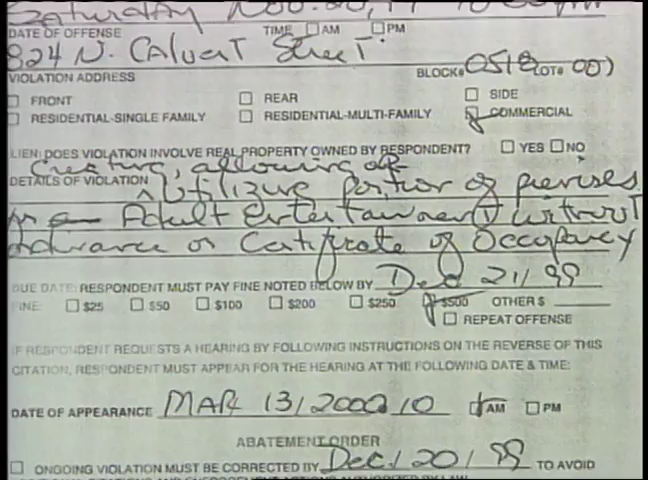 Saturday Nov. 20, 99
DATE OF OFFENSE TIME AM PM
824 N. Calvert Street
BLOCK# 0518 LOT# 007
VIOLATION ADDRESS
FRONT REAR SIDE
RESIDENTIAL-SINGLE FAMILY RESIDENTIAL-MULTI-FAMILY COMMERCIAL
LIEN: DOES VIOLATION INVOLVE REAL PROPERTY OWNED BY RESPONDENT? YES NO
Creating, allowing or
DETAILS OF VIOLATION Utilizing portion of premises
Adult Entertainment without
ordinance or Certificate of Occupancy
DUE DATE: RESPONDENT MUST PAY FINE NOTED BELOW BY Dec 21/99
FINE: $25 $50 $100 $200 $250 $500 OTHER $
REPEAT OFFENSE
IF RESPONDENT REQUESTS A HEARING BY FOLLOWING INSTRUCTIONS ON THE REVERSE OF THIS
CITATION, RESPONDENT MUST APPEAR FOR THE HEARING AT THE FOLLOWING DATE & TIME:
DATE OF APPEARANCE MAR 13/2000 10 AM PM
ABATEMENT ORDER
ONGOING VIOLATION MUST BE CORRECTED BY Dec/20/99 TO AVOID